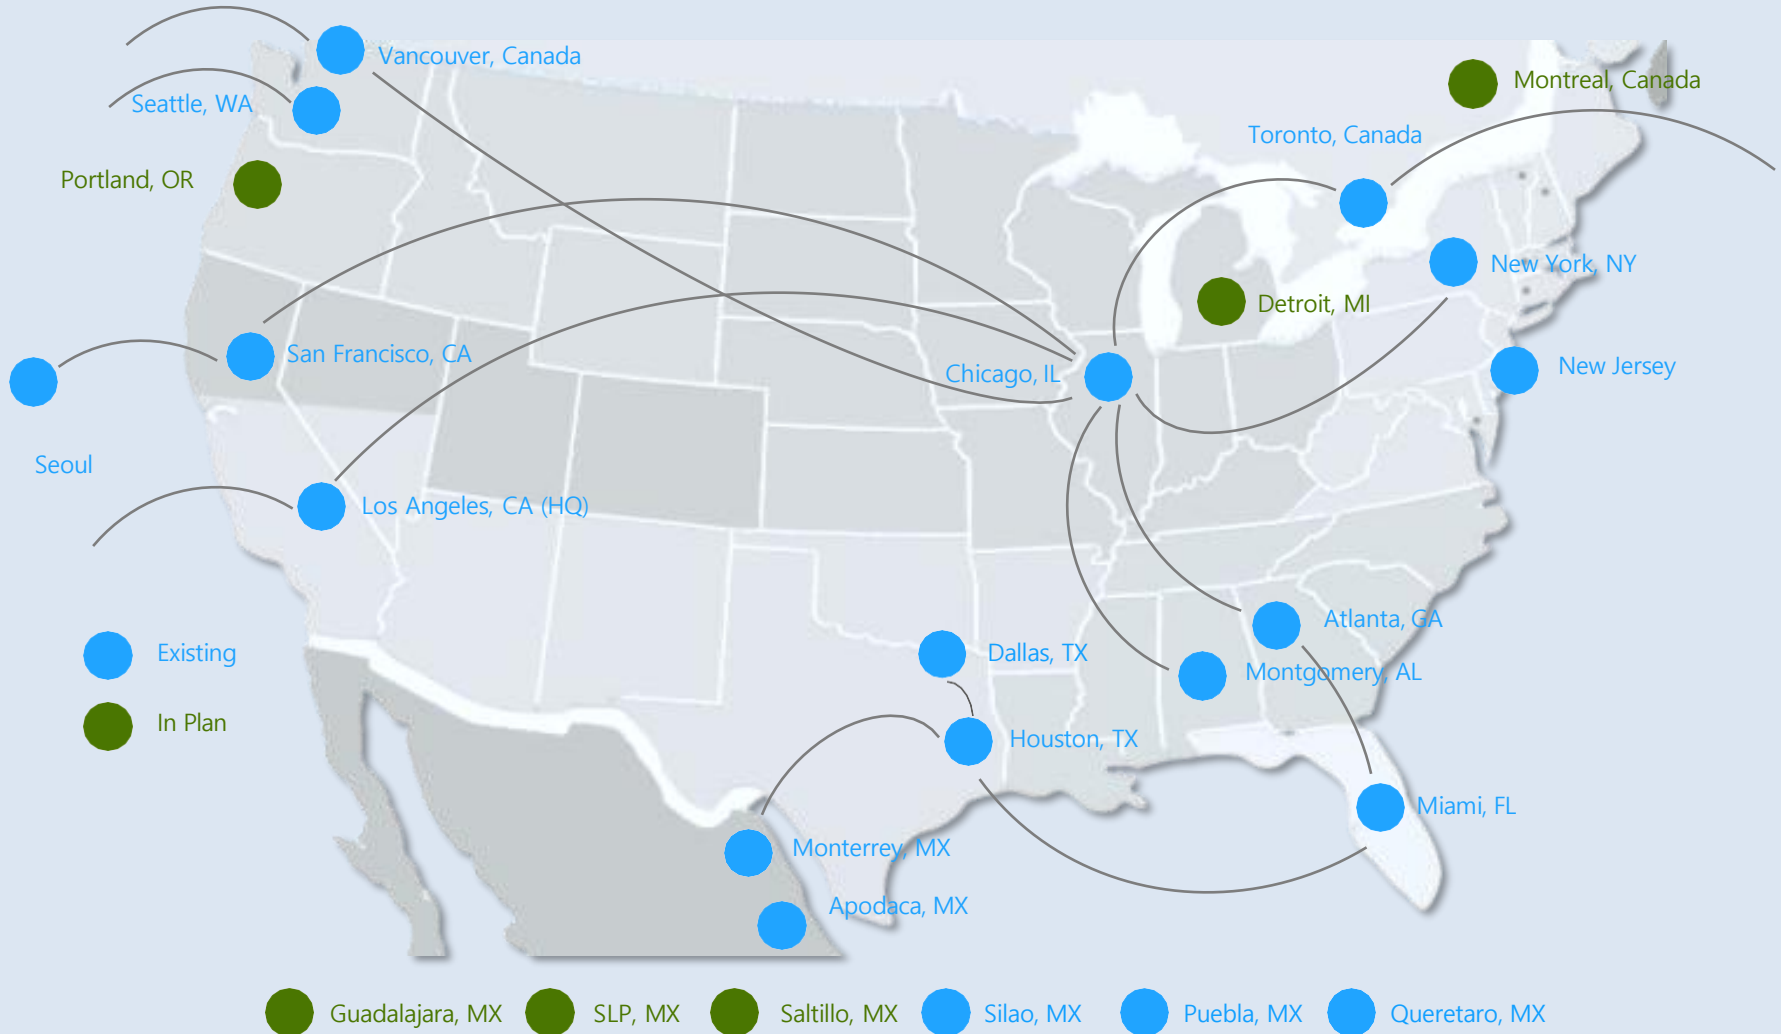 Vancouver, Canada
Montreal, Canada
Seattle, WA
Toronto, Canada
Portland, OR
New York, NY
Detroit, MI
San Francisco, CA
Chicago, IL
New Jersey
Seoul
Los Angeles, CA (HQ)
Atlanta, GA
Existing
Dallas, TX
Montgomery, AL
In Plan
Houston, TX
Miami, FL
Monterrey, MX
Apodaca, MX
Guadalajara, MX
SLP, MX
Saltillo, MX
Silao, MX
Puebla, MX
Queretaro, MX